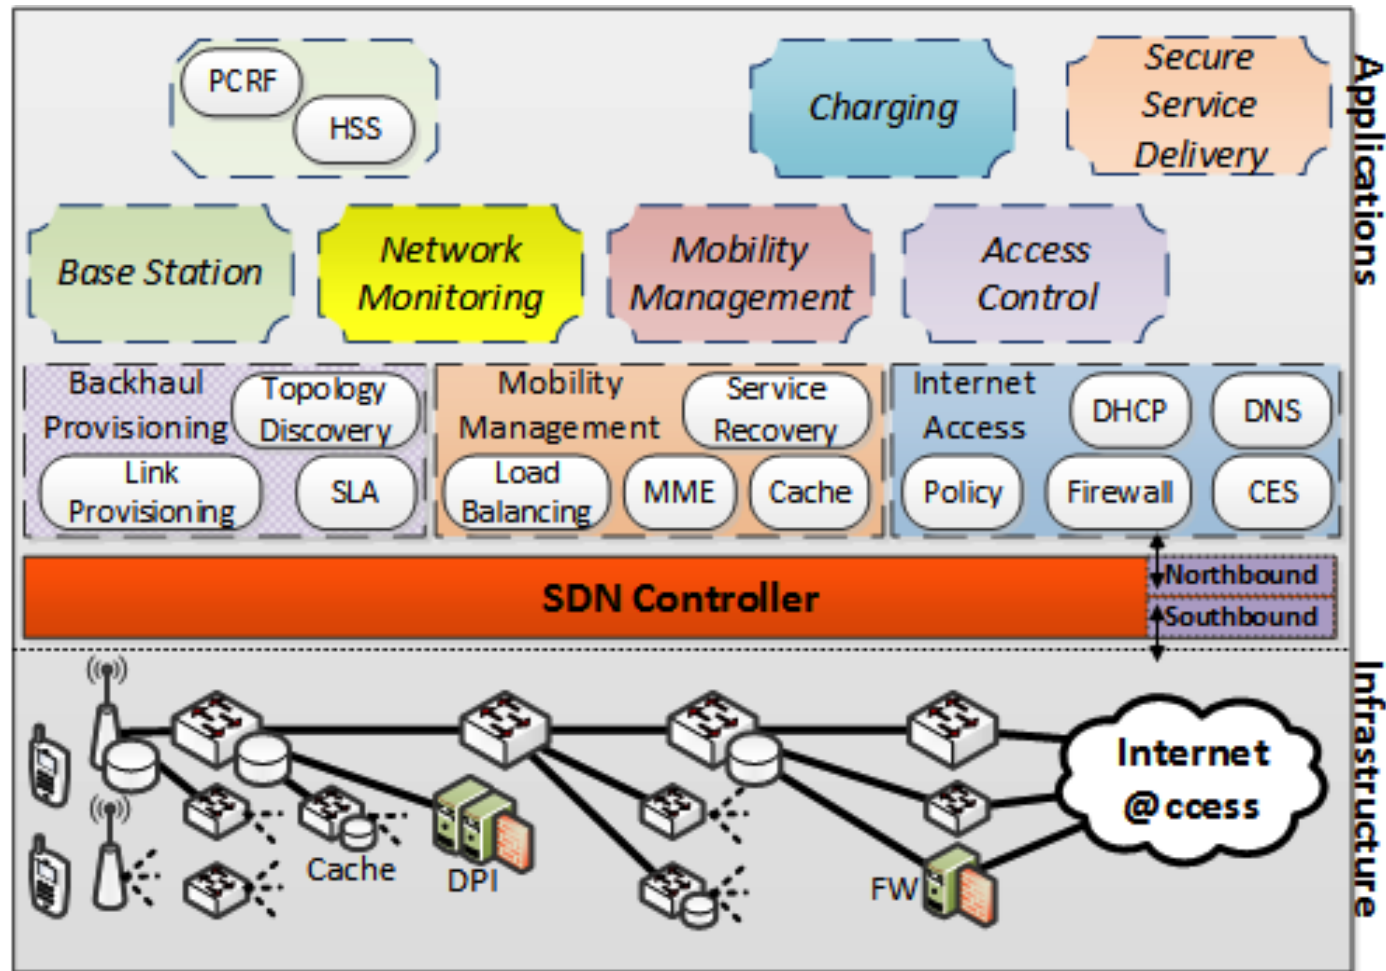 PCRF
HSS
Charging
Secure
Service
Delivery
Applications
Base Station
Network
Monitoring
Mobility
Management
Access
Control
Backhaul
Provisioning
Topology
Discovery
Link
Provisioning
SLA
Mobility
Management
Service
Recovery
Load
Balancing
MME
Cache
Internet
Access
DHCP
DNS
Policy
Firewall
CES
SDN Controller
Northbound
Southbound
Infrastructure
Internet
@ccess
Cache
DPI
FW